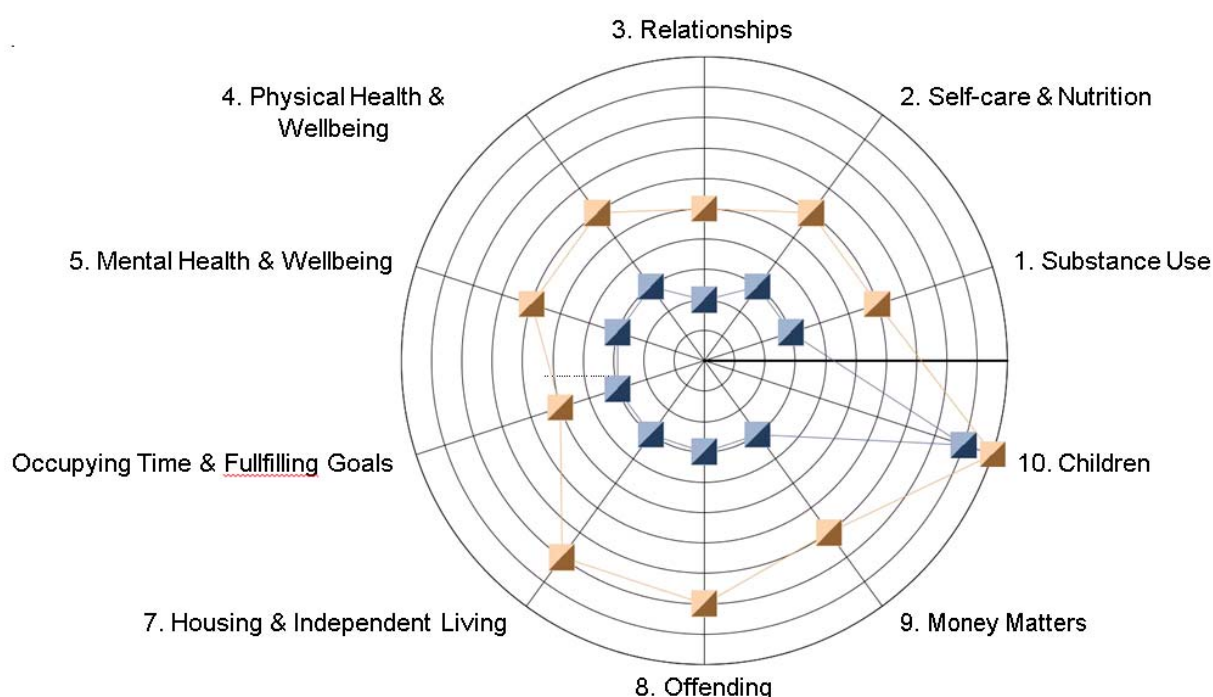 3. Relationships
4. Physical Health &
Wellbeing
2. Self-care & Nutrition
5. Mental Health & Wellbeing
1. Substance Use
Occupying Time & Fullfilling Goals
10. Children
7. Housing & Independent Living
9. Money Matters
8. Offending